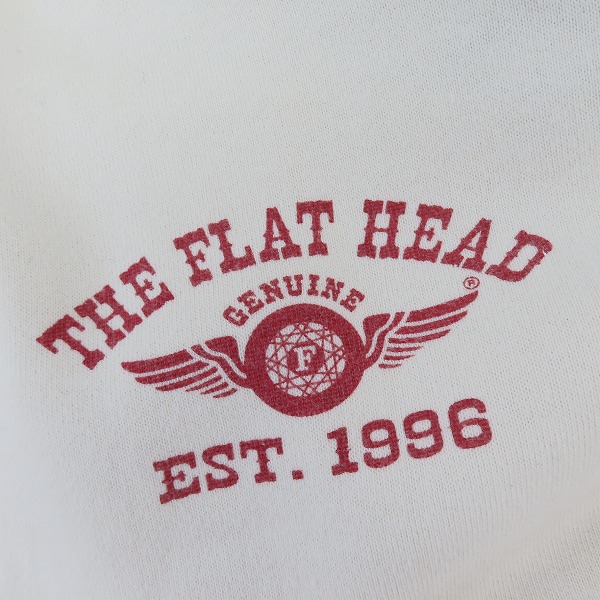 THE FLAT HEAD
®
GENUINE
F
EST. 1996